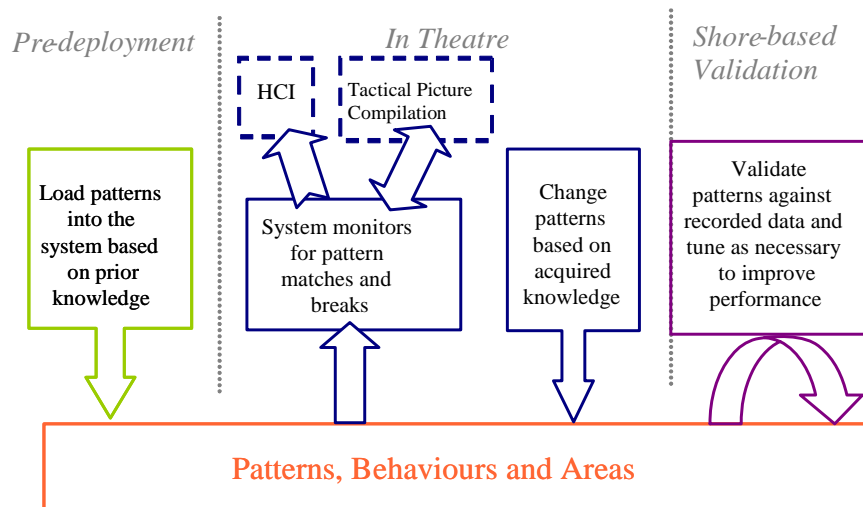 Pre-deployment
In Theatre
Shore-based
Validation
HCI
Tactical Picture
Compilation
Load patterns
into the
system based
on prior
knowledge
System monitors
for pattern
matches and
breaks
Change
patterns
based on
acquired
knowledge
Validate
patterns against
recorded data and
tune as necessary
to improve
performance
Patterns, Behaviours and Areas